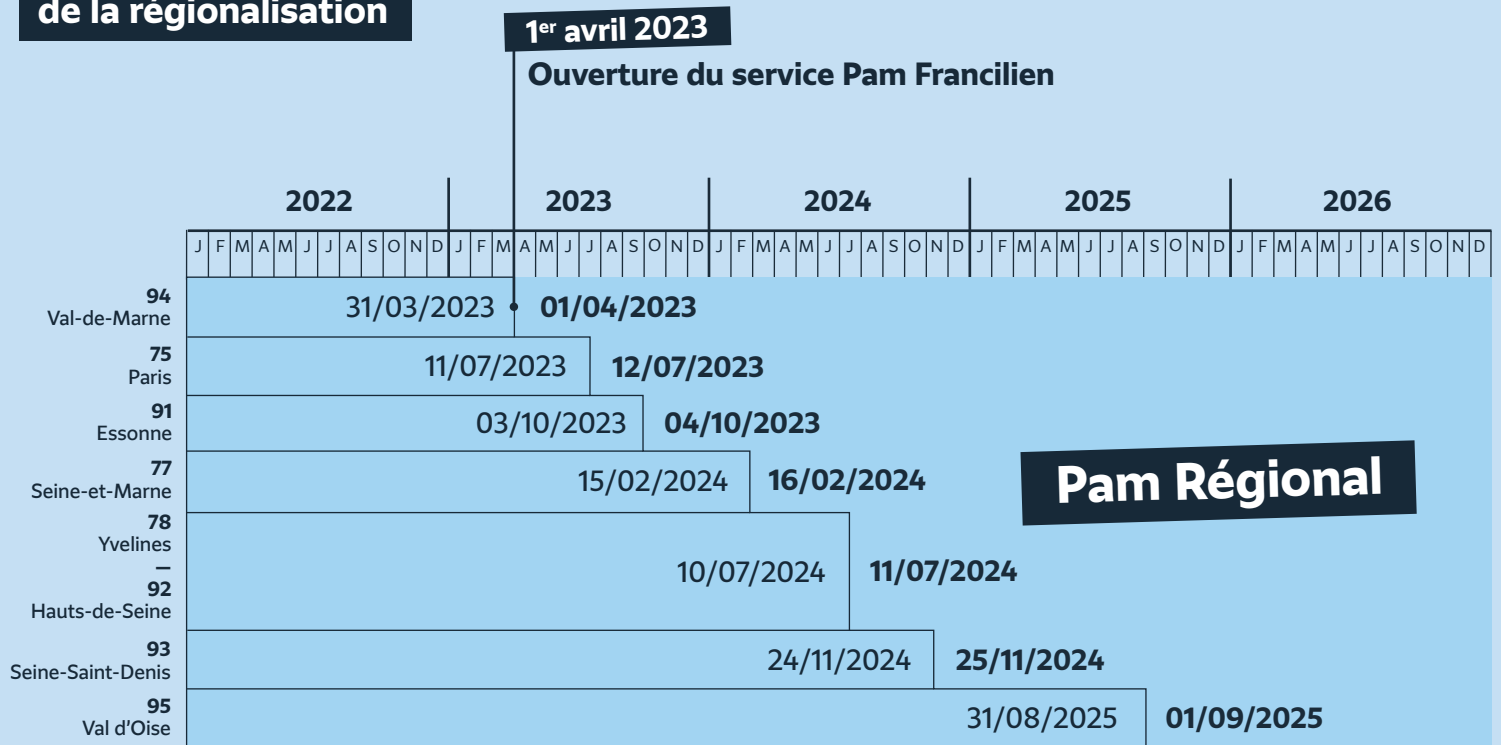 de la régionalisation
1er avril 2023
Ouverture du service Pam Francilien
2022 2023 2024 2025 2026
J F M A M J J A S O N D J F M A M J J A S O N D J F M A M J J A S O N D J F M A M J J A S O N D J F M A M J J A S O N D
94
Val-de-Marne
31/03/2023 01/04/2023
75
Paris
11/07/2023 12/07/2023
91
Essonne
03/10/2023 04/10/2023
77
Seine-et-Marne
15/02/2024 16/02/2024
Pam Régional
78
Yvelines
–
92
Hauts-de-Seine
10/07/2024 11/07/2024
93
Seine-Saint-Denis
24/11/2024 25/11/2024
95
Val d'Oise
31/08/2025 01/09/2025